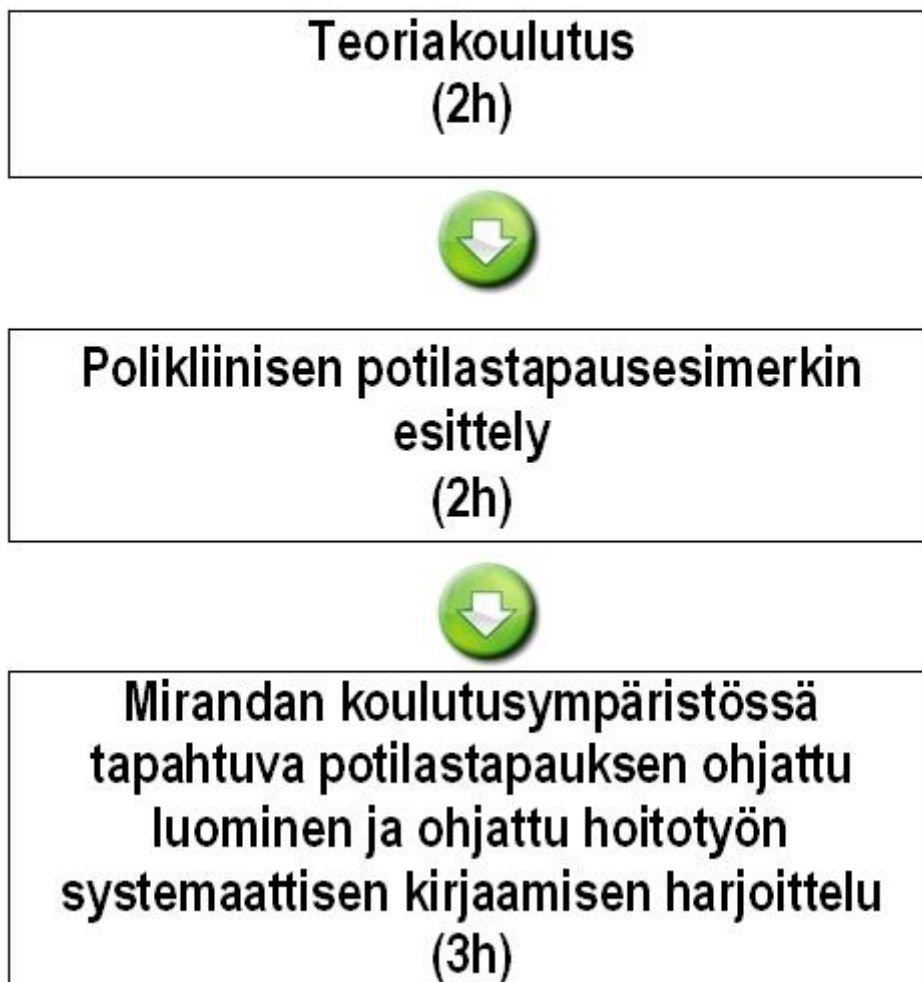 Teoriakoulutus
(2h)
Polikliinisen potilastapausesimerkin
esittely
(2h)
Mirandan koulutusympäristössä
tapahtuva potilastapauksen ohjattu
luominen ja ohjattu hoitotyön
systemaattisen kirjaamisen harjoittelu
(3h)